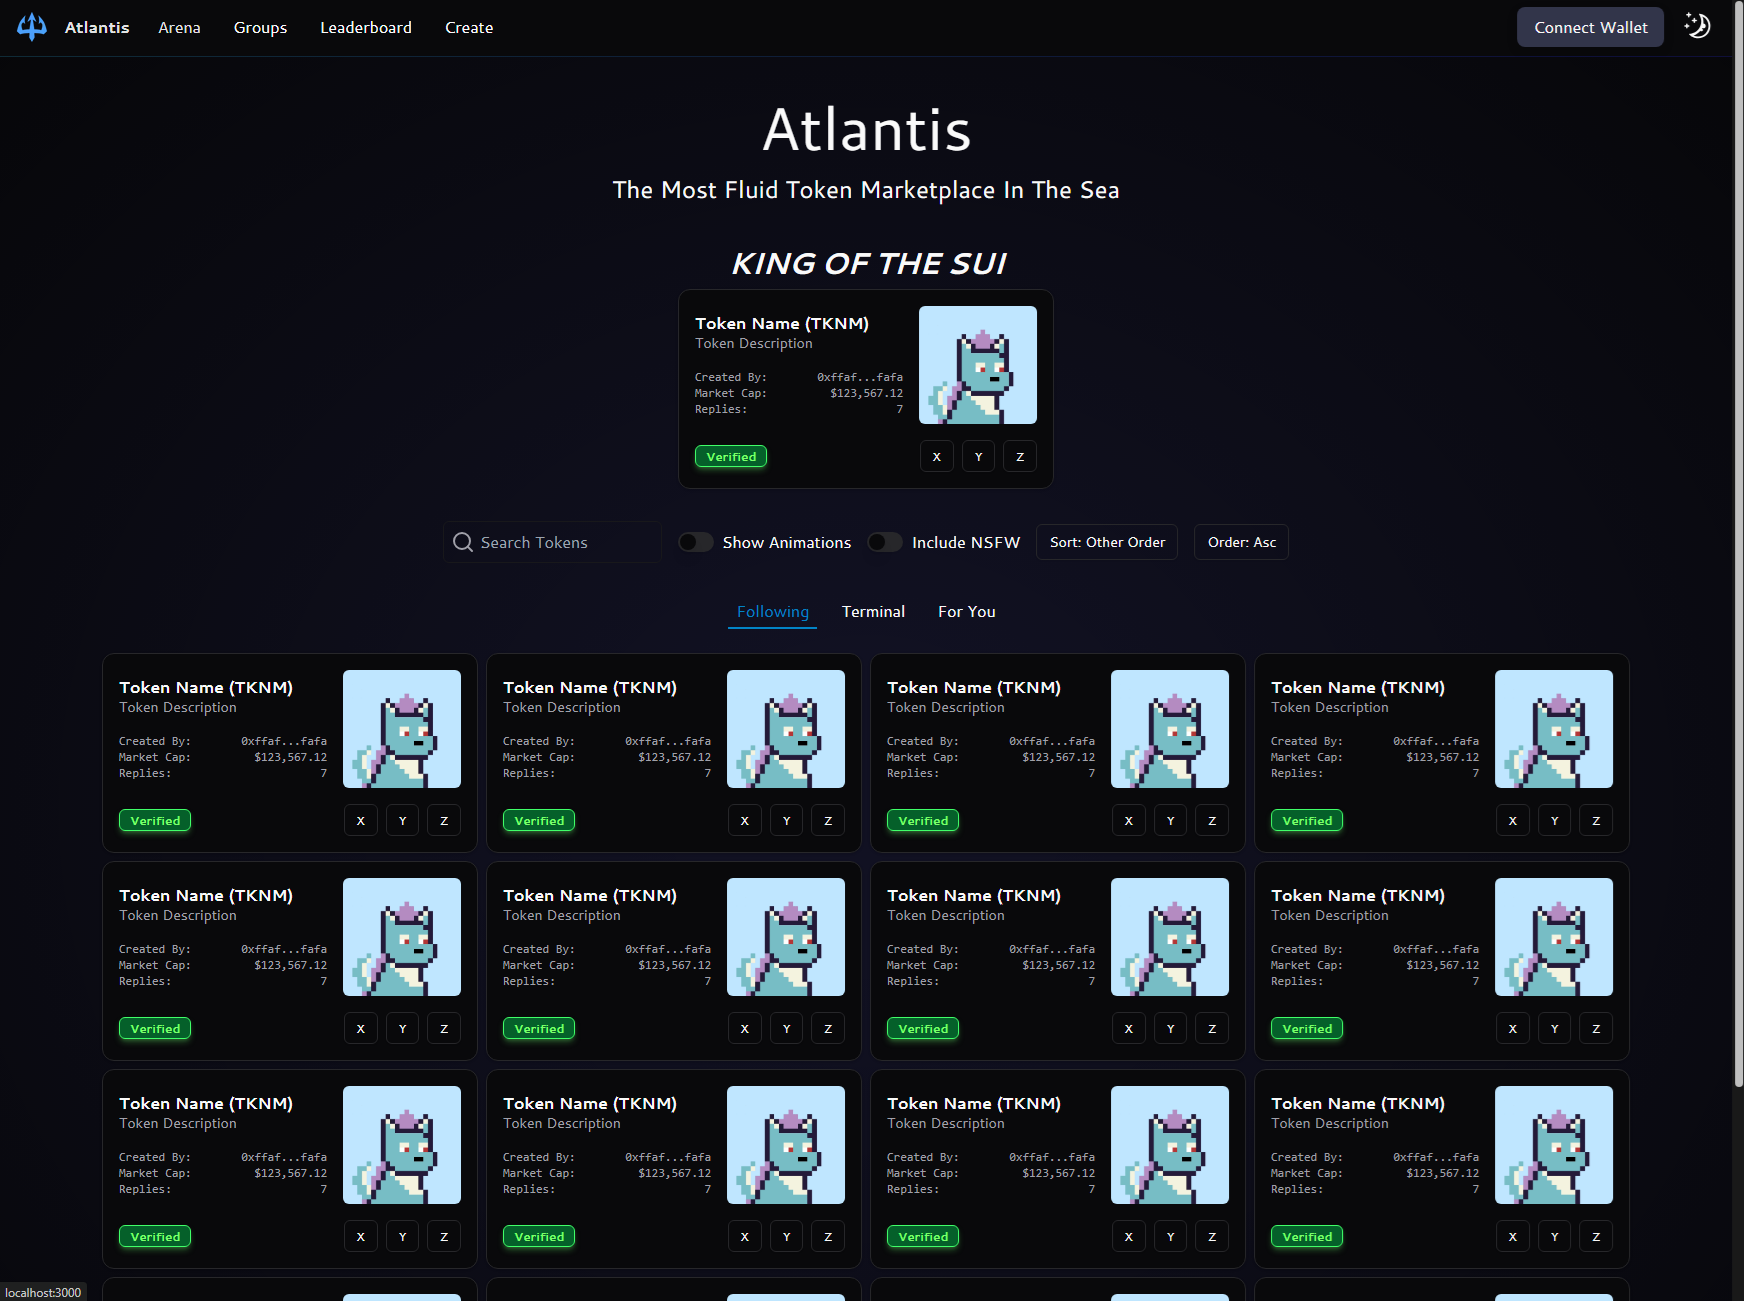 Atlantis Arena Groups Leaderboard Create Connect Wallet
Atlantis
The Most Fluid Token Marketplace In The Sea
KING OF THE SUI
Token Name (TKNM)
Token Description
Created By: 0xffaf...fafa
Market Cap: $123,567.12
Replies: 7
Verified X Y Z
Search Tokens Show Animations Include NSFW Sort: Other Order Order: Asc
Following Terminal For You
Token Name (TKNM) Token Name (TKNM) Token Name (TKNM) Token Name (TKNM)
Token Description Token Description Token Description Token Description
Created By: 0xffaf...fafa Created By: 0xffaf...fafa Created By: 0xffaf...fafa Created By: 0xffaf...fafa
Market Cap: $123,567.12 Market Cap: $123,567.12 Market Cap: $123,567.12 Market Cap: $123,567.12
Replies: 7 Replies: 7 Replies: 7 Replies: 7
Verified X Y Z Verified X Y Z Verified X Y Z Verified X Y Z
Token Name (TKNM) Token Name (TKNM) Token Name (TKNM) Token Name (TKNM)
Token Description Token Description Token Description Token Description
Created By: 0xffaf...fafa Created By: 0xffaf...fafa Created By: 0xffaf...fafa Created By: 0xffaf...fafa
Market Cap: $123,567.12 Market Cap: $123,567.12 Market Cap: $123,567.12 Market Cap: $123,567.12
Replies: 7 Replies: 7 Replies: 7 Replies: 7
Verified X Y Z Verified X Y Z Verified X Y Z Verified X Y Z
Token Name (TKNM) Token Name (TKNM) Token Name (TKNM) Token Name (TKNM)
Token Description Token Description Token Description Token Description
Created By: 0xffaf...fafa Created By: 0xffaf...fafa Created By: 0xffaf...fafa Created By: 0xffaf...fafa
Market Cap: $123,567.12 Market Cap: $123,567.12 Market Cap: $123,567.12 Market Cap: $123,567.12
Replies: 7 Replies: 7 Replies: 7 Replies: 7
Verified X Y Z Verified X Y Z Verified X Y Z Verified X Y Z
localhost:3000